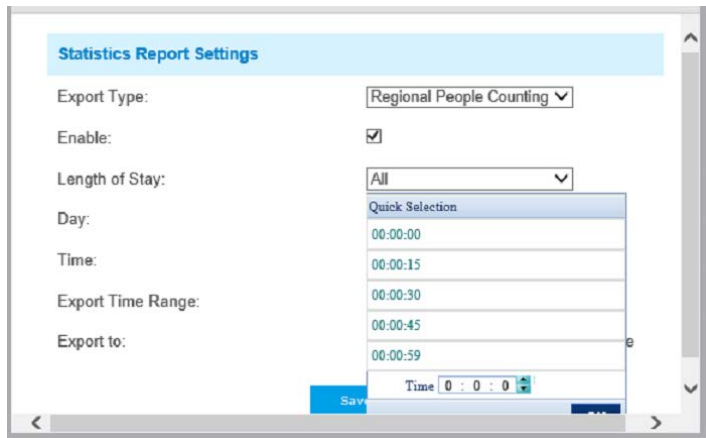 Statistics Report Settings
Export Type: Regional People Counting
Enable:
Length of Stay: All
Quick Selection
Day:
00:00:00
Time: 00:00:15
00:00:30
Export Time Range:
00:00:45
Export to:
00:00:59
Time 0 : 0 : 0